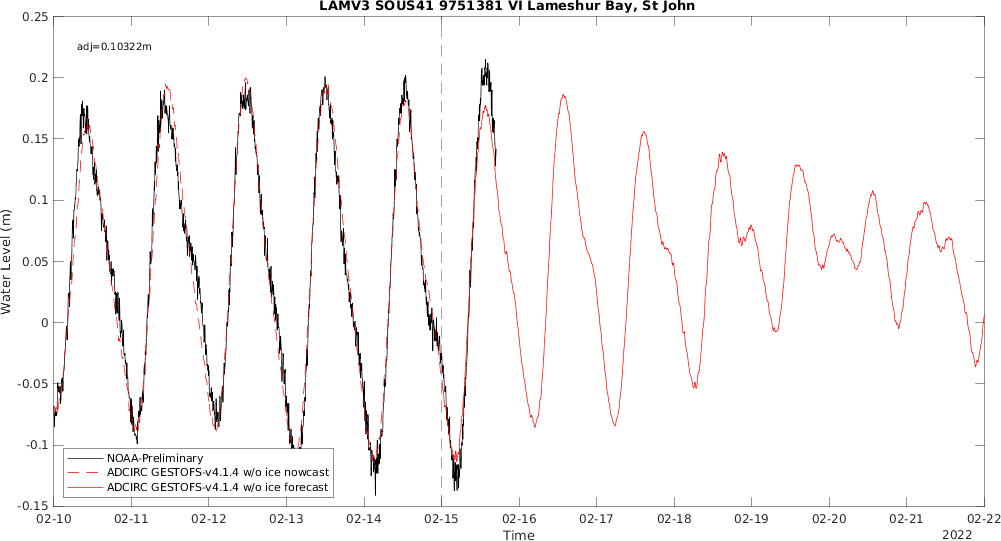 LAMV3 SOUS41 9751381 VI Lameshur Bay, St John
adj=0.10322m
0.25
0.2
0.15
0.1
0.05
0
-0.05
-0.1
-0.15
Water Level (m)
NOAA-Preliminary
ADCIRC GESTOFS-v4.1.4 w/o ice nowcast
ADCIRC GESTOFS-v4.1.4 w/o ice forecast
02-10 02-11 02-12 02-13 02-14 02-15 02-16 02-17 02-18 02-19 02-20 02-21 02-22
Time
2022